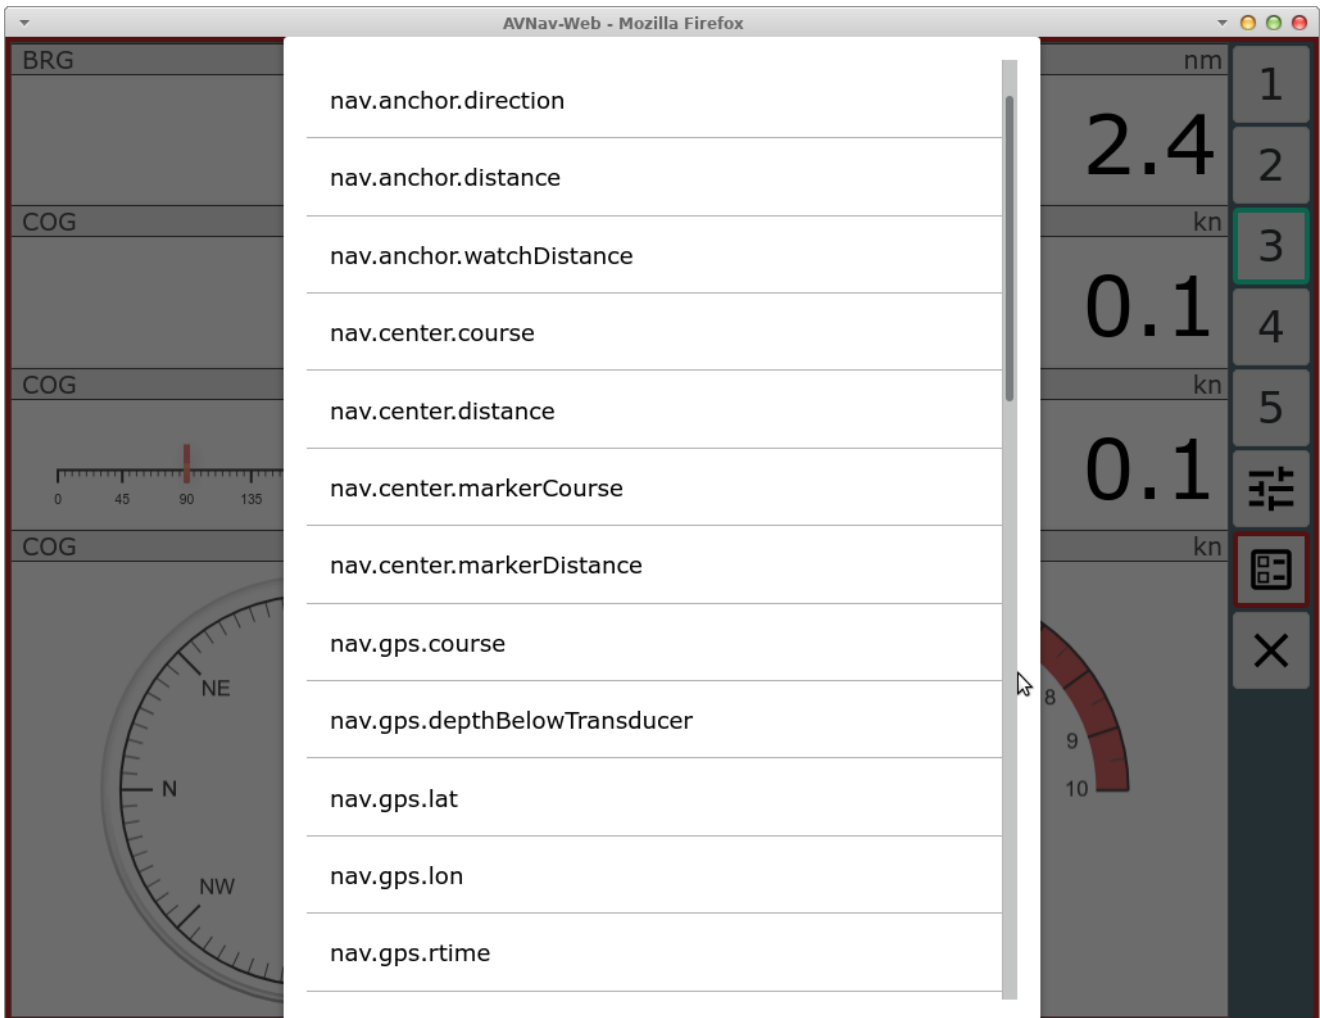 AVNav-Web - Mozilla Firefox
BRG
nm
2.4
COG
kn
0.1
COG
kn
0.1
0 45 90 135
COG
kn
NE
N
NW
8
9
10
nav.anchor.direction
nav.anchor.distance
nav.anchor.watchDistance
nav.center.course
nav.center.distance
nav.center.markerCourse
nav.center.markerDistance
nav.gps.course
nav.gps.depthBelowTransducer
nav.gps.lat
nav.gps.lon
nav.gps.rtime
1
2
3
4
5